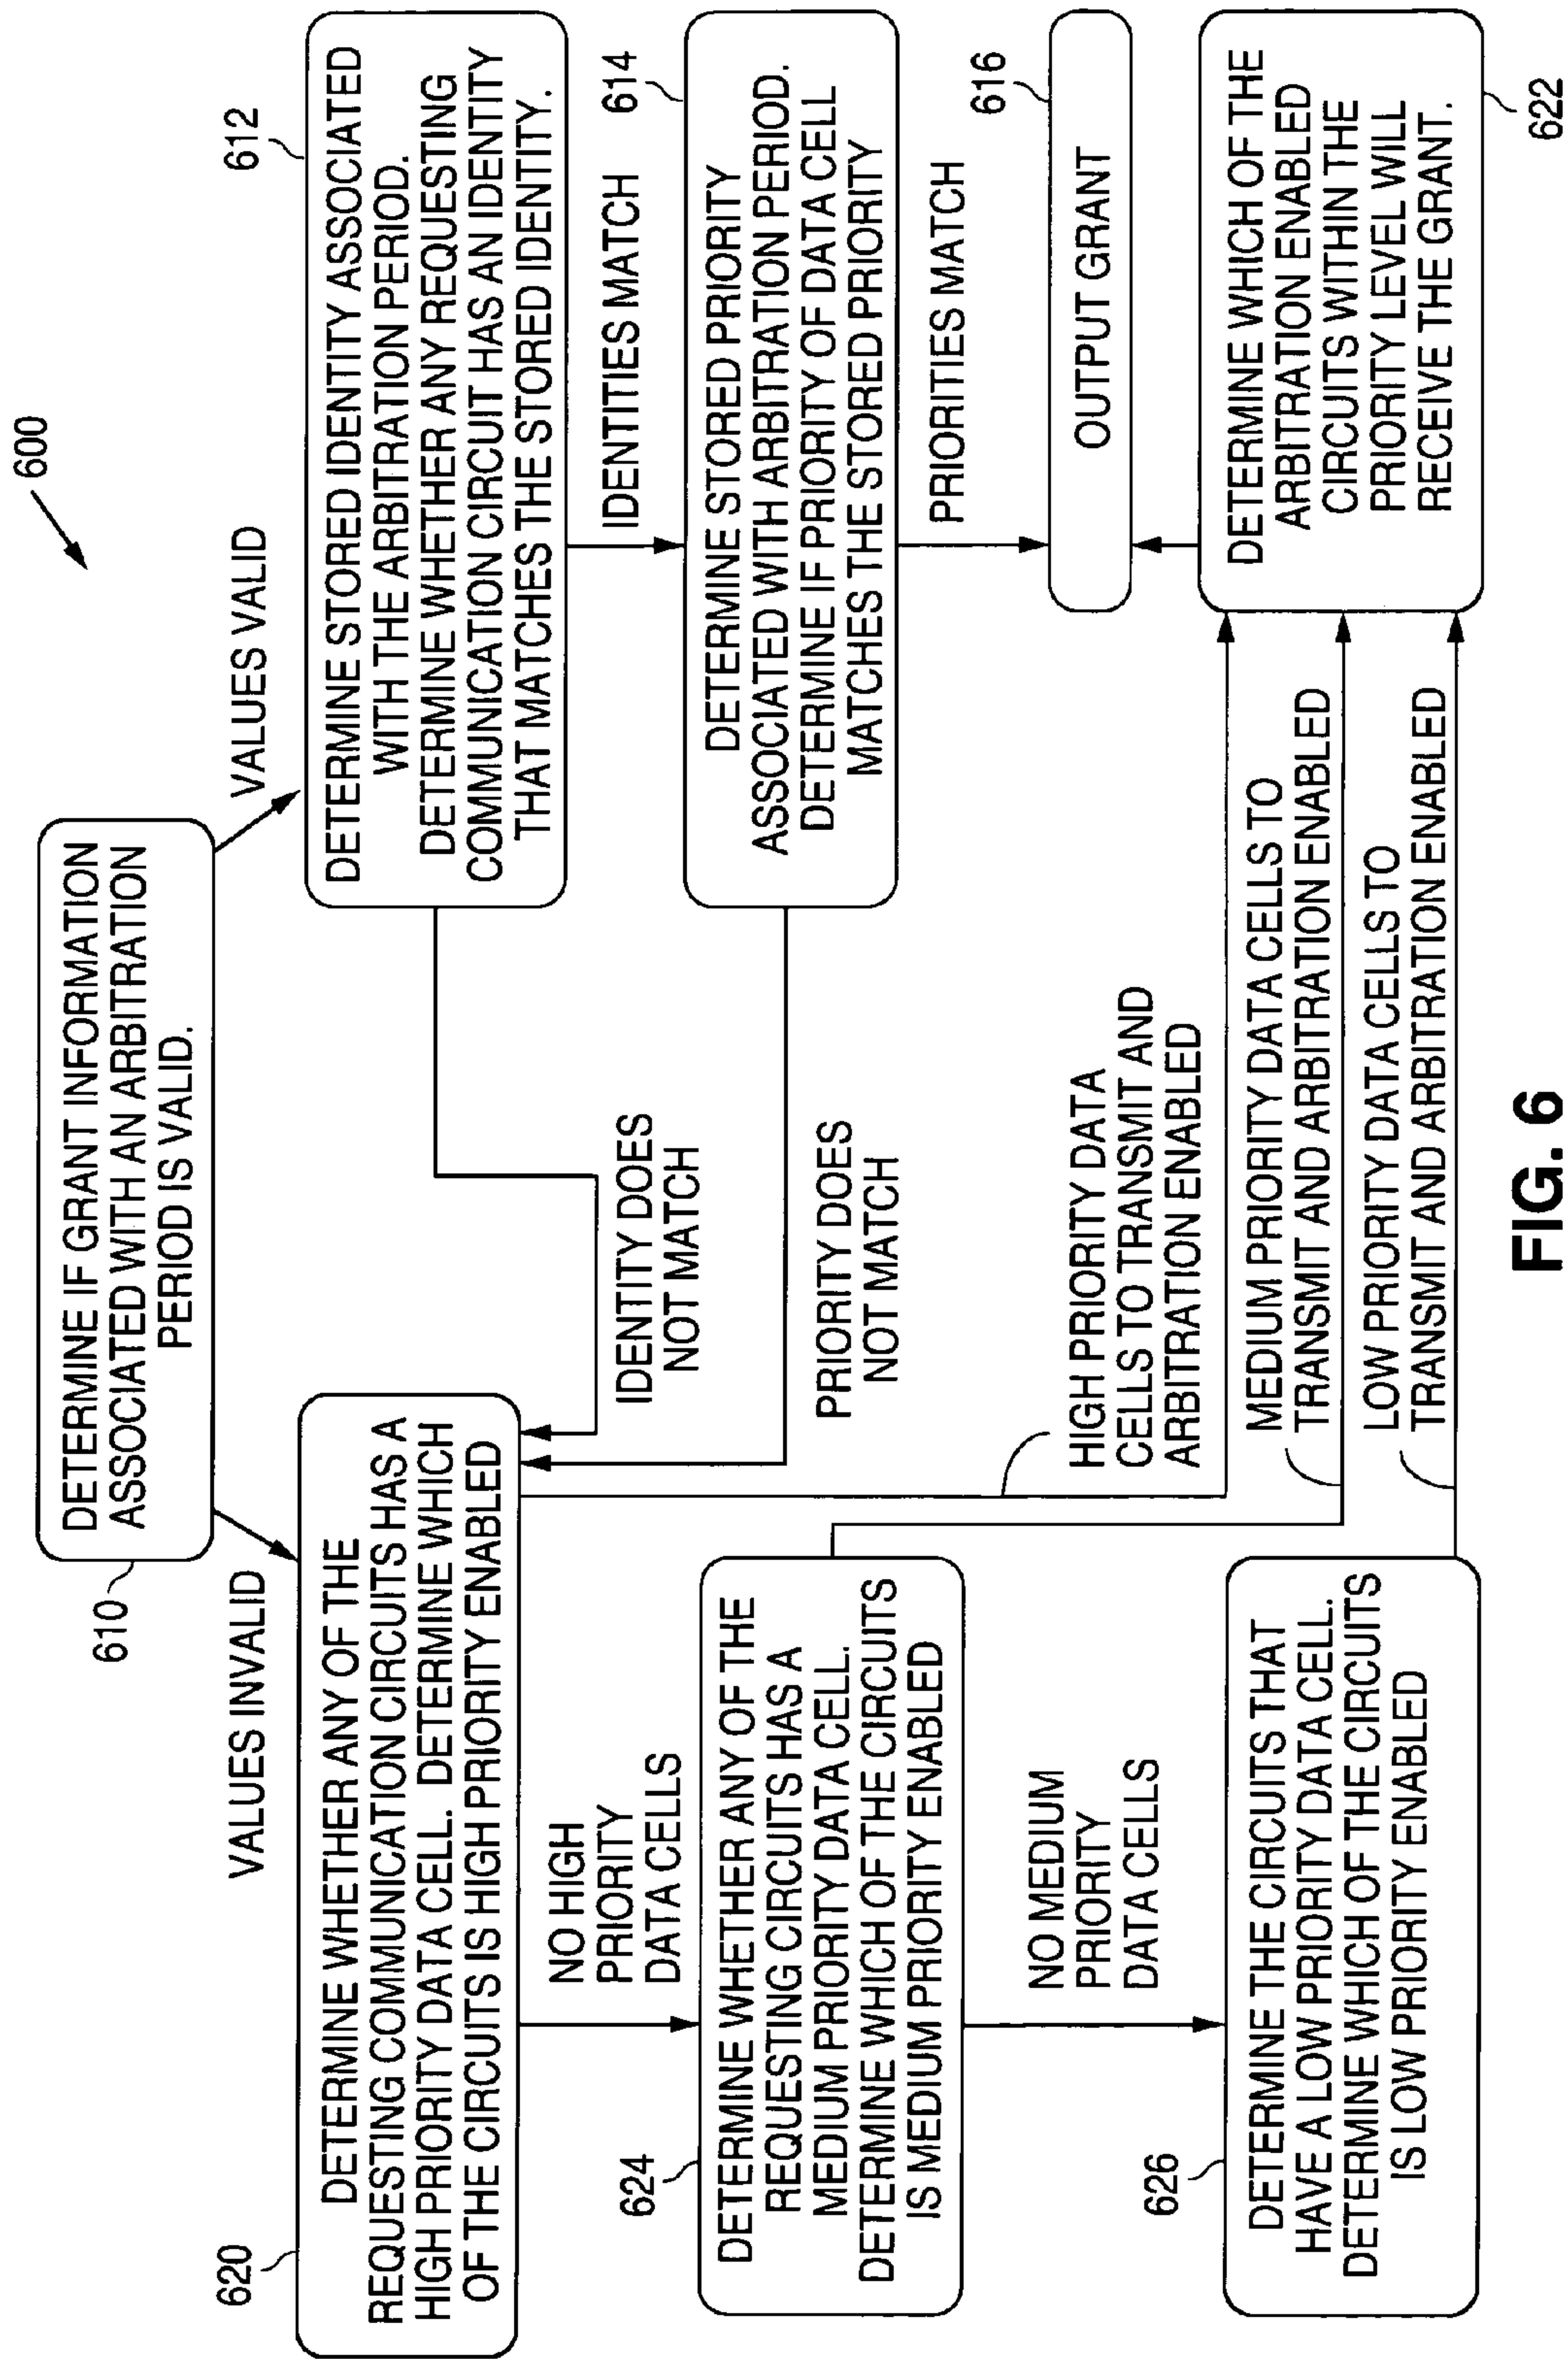 600
DETERMINE IF GRANT INFORMATION
ASSOCIATED WITH AN ARBITRATION
PERIOD IS VALID.
610
VALUES INVALID
VALUES VALID
620
DETERMINE WHETHER ANY OF THE
REQUESTING COMMUNICATION CIRCUITS HAS A
HIGH PRIORITY DATA CELL. DETERMINE WHICH
OF THE CIRCUITS IS HIGH PRIORITY ENABLED
612
DETERMINE STORED IDENTITY ASSOCIATED
WITH THE ARBITRATION PERIOD.
DETERMINE WHETHER ANY REQUESTING
COMMUNICATION CIRCUIT HAS AN IDENTITY
THAT MATCHES THE STORED IDENTITY.
NO HIGH
PRIORITY
DATA CELLS
IDENTITY DOES
NOT MATCH
IDENTITIES MATCH
614
624
DETERMINE WHETHER ANY OF THE
REQUESTING CIRCUITS HAS A
MEDIUM PRIORITY DATA CELL.
DETERMINE WHICH OF THE CIRCUITS
IS MEDIUM PRIORITY ENABLED
DETERMINE STORED PRIORITY
ASSOCIATED WITH ARBITRATION PERIOD.
DETERMINE IF PRIORITY OF DATA CELL
MATCHES THE STORED PRIORITY
PRIORITY DOES
NOT MATCH
PRIORITIES MATCH
616
NO MEDIUM
PRIORITY
DATA CELLS
HIGH PRIORITY DATA
CELLS TO TRANSMIT AND
ARBITRATION ENABLED
OUTPUT GRANT
626
DETERMINE THE CIRCUITS THAT
HAVE A LOW PRIORITY DATA CELL.
DETERMINE WHICH OF THE CIRCUITS
IS LOW PRIORITY ENABLED
MEDIUM PRIORITY DATA CELLS TO
TRANSMIT AND ARBITRATION ENABLED
LOW PRIORITY DATA CELLS TO
TRANSMIT AND ARBITRATION ENABLED
DETERMINE WHICH OF THE
ARBITRATION ENABLED
CIRCUITS WITHIN THE
PRIORITY LEVEL WILL
RECEIVE THE GRANT.
622
FIG. 6